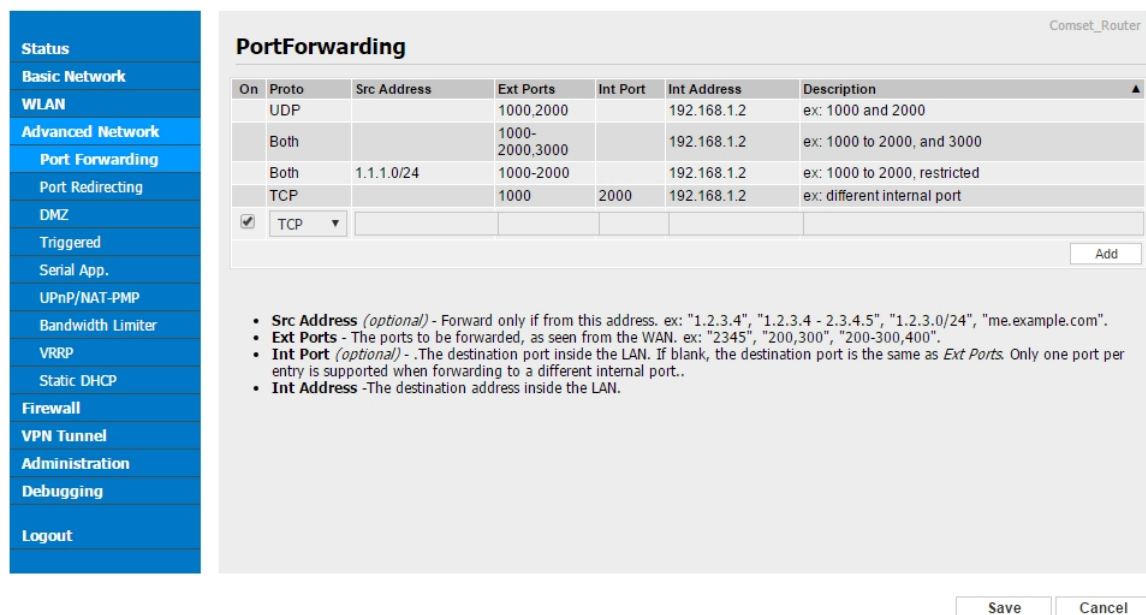 Comset_Router
Status
Basic Network
WLAN
Advanced Network
Port Forwarding
Port Redirecting
DMZ
Triggered
Serial App.
UPnP/NAT-PMP
Bandwidth Limiter
VRRP
Static DHCP
Firewall
VPN Tunnel
Administration
Debugging
Logout
PortForwarding
On Proto Src Address Ext Ports Int Port Int Address Description ▲
UDP 1000,2000 192.168.1.2 ex: 1000 and 2000
Both 1000-2000,3000 192.168.1.2 ex: 1000 to 2000, and 3000
Both 1.1.1.0/24 1000-2000 192.168.1.2 ex: 1000 to 2000, restricted
TCP 1000 2000 192.168.1.2 ex: different internal port
TCP ▼
Add
• Src Address (optional) - Forward only if from this address. ex: "1.2.3.4", "1.2.3.4 - 2.3.4.5", "1.2.3.0/24", "me.example.com".
• Ext Ports - The ports to be forwarded, as seen from the WAN. ex: "2345", "200,300", "200-300,400".
• Int Port (optional) - .The destination port inside the LAN. If blank, the destination port is the same as Ext Ports. Only one port per
entry is supported when forwarding to a different internal port..
• Int Address -The destination address inside the LAN.
Save Cancel